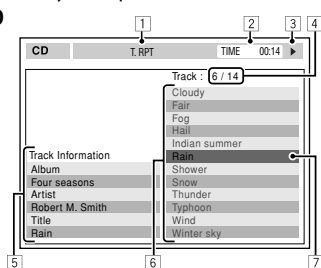 1 2 3 4
CD T. RPT TIME 00:14
Track : 6 / 14
Cloudy
Fair
Fog
Hail
Indian summer
Rain
Shower
Snow
Thunder
Typhoon
Wind
Winter sky
Track Information
Album
Four seasons
Artist
Robert M. Smith
Title
Rain
5 6 7